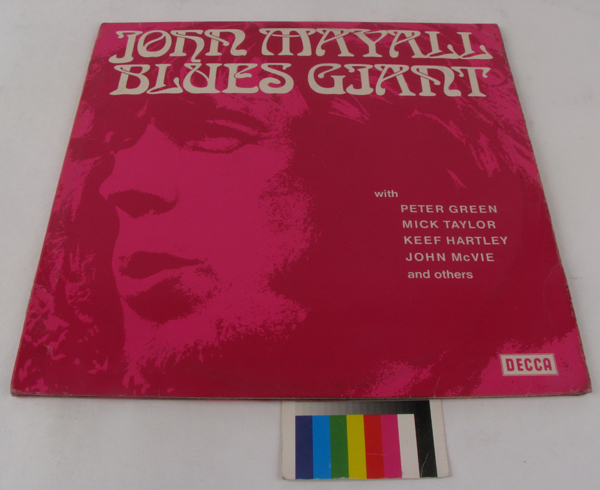 JOHN MAYALL
BLUES GIANT
with
PETER GREEN
MICK TAYLOR
KEEF HARTLEY
JOHN McVIE
and others
DECCA